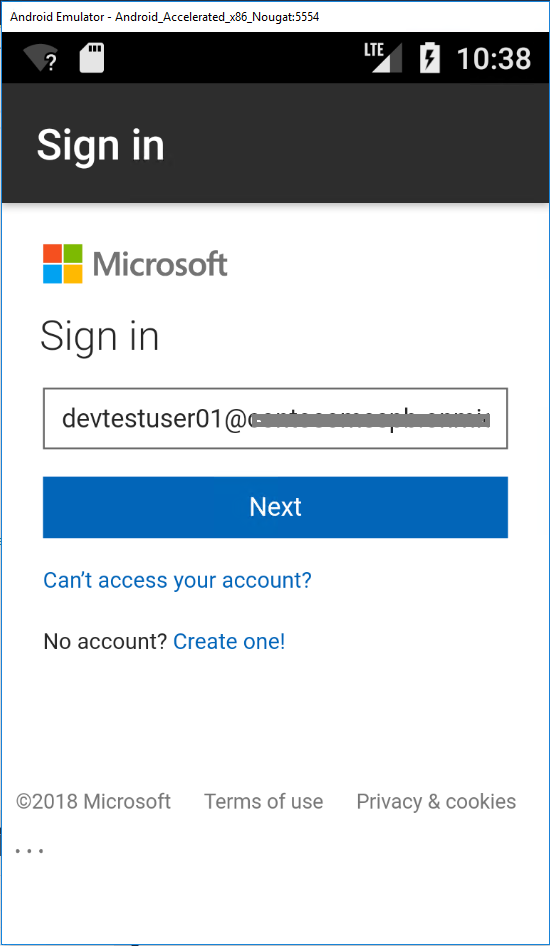 Android Emulator - Android_Accelerated_x86_Nougat:5554
? LTE 10:38
Sign in
Microsoft
Sign in
devtestuser01@
Next
Can't access your account?
No account? Create one!
©2018 Microsoft Terms of use Privacy & cookies
...